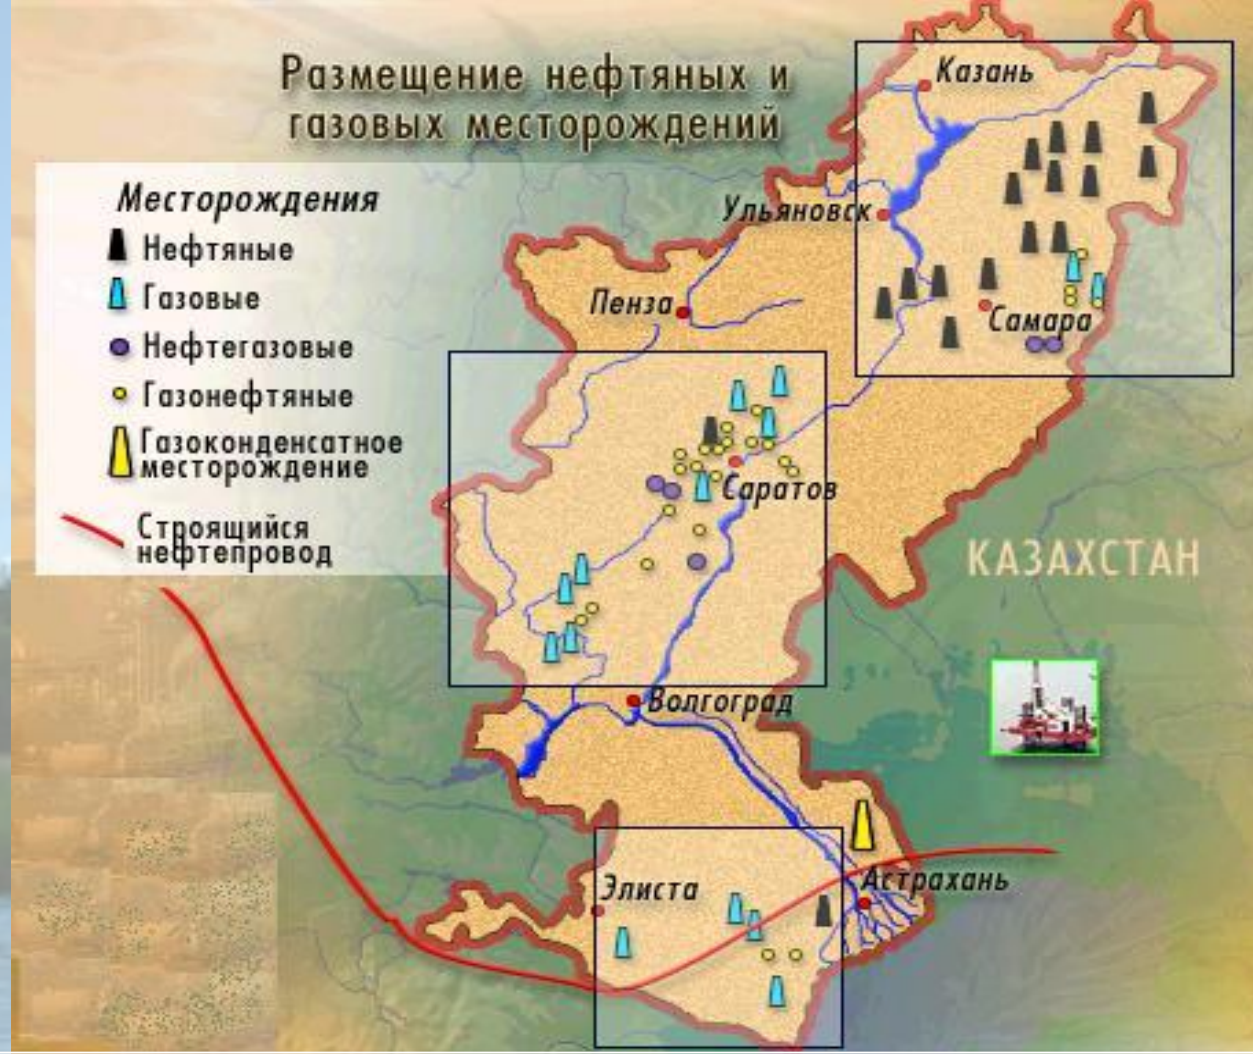 Размещение нефтяных и
газовых месторождений
Месторождения
Нефтяные
Газовые
Нефтегазовые
Газонефтяные
Газоконденсатное
месторождение
Строящийся
нефтепровод
Казань
Ульяновск
Пенза
Самара
Саратов
КАЗАХСТАН
Волгоград
Элиста
Астрахань